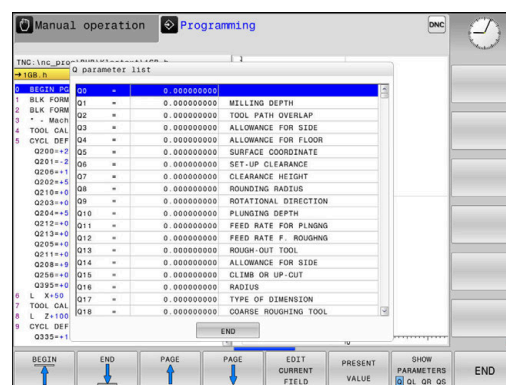 Manual operation
Programming
DNC
TNC:\nc_pro
→1GB.h
Q parameter list
0 BEGIN PG
1 BLK FORM
2 BLK FORM
3 * - Mach
4 TOOL CAL
5 CYCL DEF
Q200=+2
Q201=-2
Q206=+1
Q202=+5
Q210=+0
Q203=+0
Q204=+5
Q212=+0
Q213=+0
Q205=+5
Q211=+0
Q208=+9
Q256=+0
Q395=+0
6 L X+50
7 TOOL CAL
8 L Z+100
9 CYCL DEF
Q335=+1
Q0 = 0.000000000
Q1 = 0.000000000 MILLING DEPTH
Q2 = 0.000000000 TOOL PATH OVERLAP
Q3 = 0.000000000 ALLOWANCE FOR SIDE
Q4 = 0.000000000 ALLOWANCE FOR FLOOR
Q5 = 0.000000000 SURFACE COORDINATE
Q6 = 0.000000000 SET-UP CLEARANCE
Q7 = 0.000000000 CLEARANCE HEIGHT
Q8 = 0.000000000 ROUNDING RADIUS
Q9 = 0.000000000 ROTATIONAL DIRECTION
Q10 = 0.000000000 PLUNGING DEPTH
Q11 = 0.000000000 FEED RATE FOR PLNGNG
Q12 = 0.000000000 FEED RATE F. ROUGHNG
Q13 = 0.000000000 ROUGH-OUT TOOL
Q14 = 0.000000000 ALLOWANCE FOR SIDE
Q15 = 0.000000000 CLIMB OR UP-CUT
Q16 = 0.000000000 RADIUS
Q17 = 0.000000000 TYPE OF DIMENSION
Q18 = 0.000000000 COARSE ROUGHING TOOL
END
BEGIN
END
PAGE
PAGE
EDIT
CURRENT
FIELD
PRESENT
VALUE
SHOW
PARAMETERS
Q QL QR QS
END